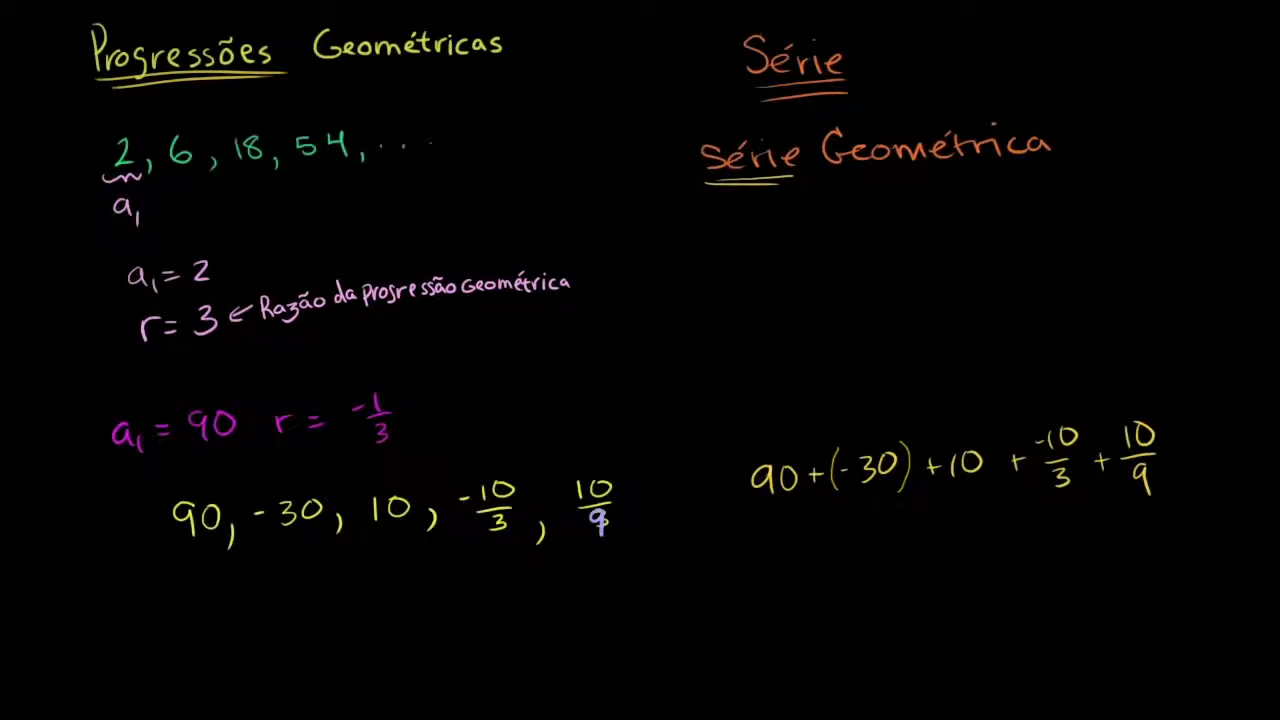 Progressões Geométricas
2, 6, 18, 54, ...
a₁
a₁ = 2
r = 3 ← Razão da progressão Geométrica
a₁ = 90 r = -1/3
90, -30, 10, -10/3, 10/9
Série
Série Geométrica
90 + (-30) + 10 + -10/3 + 10/9